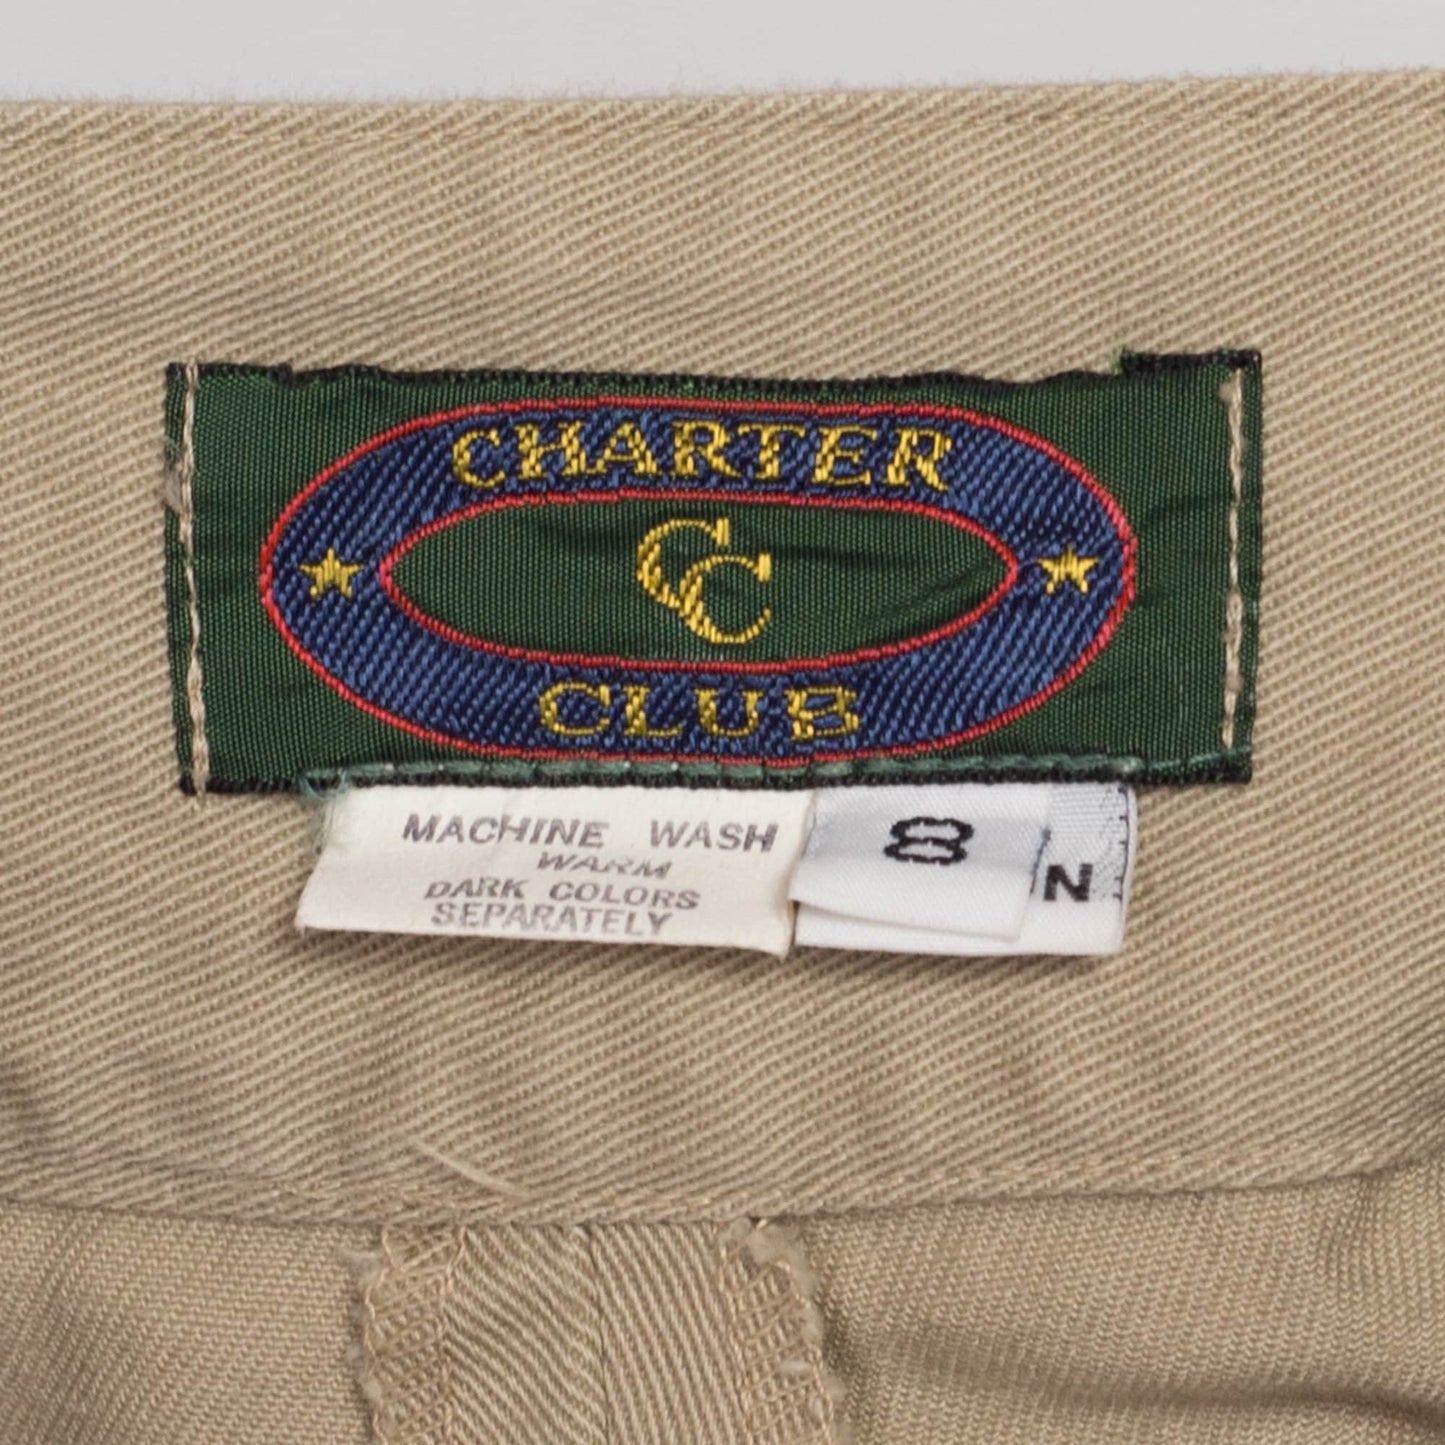 CHARTER
CC
CLUB
MACHINE WASH
WARM
DARK COLORS
SEPARATELY
8
N